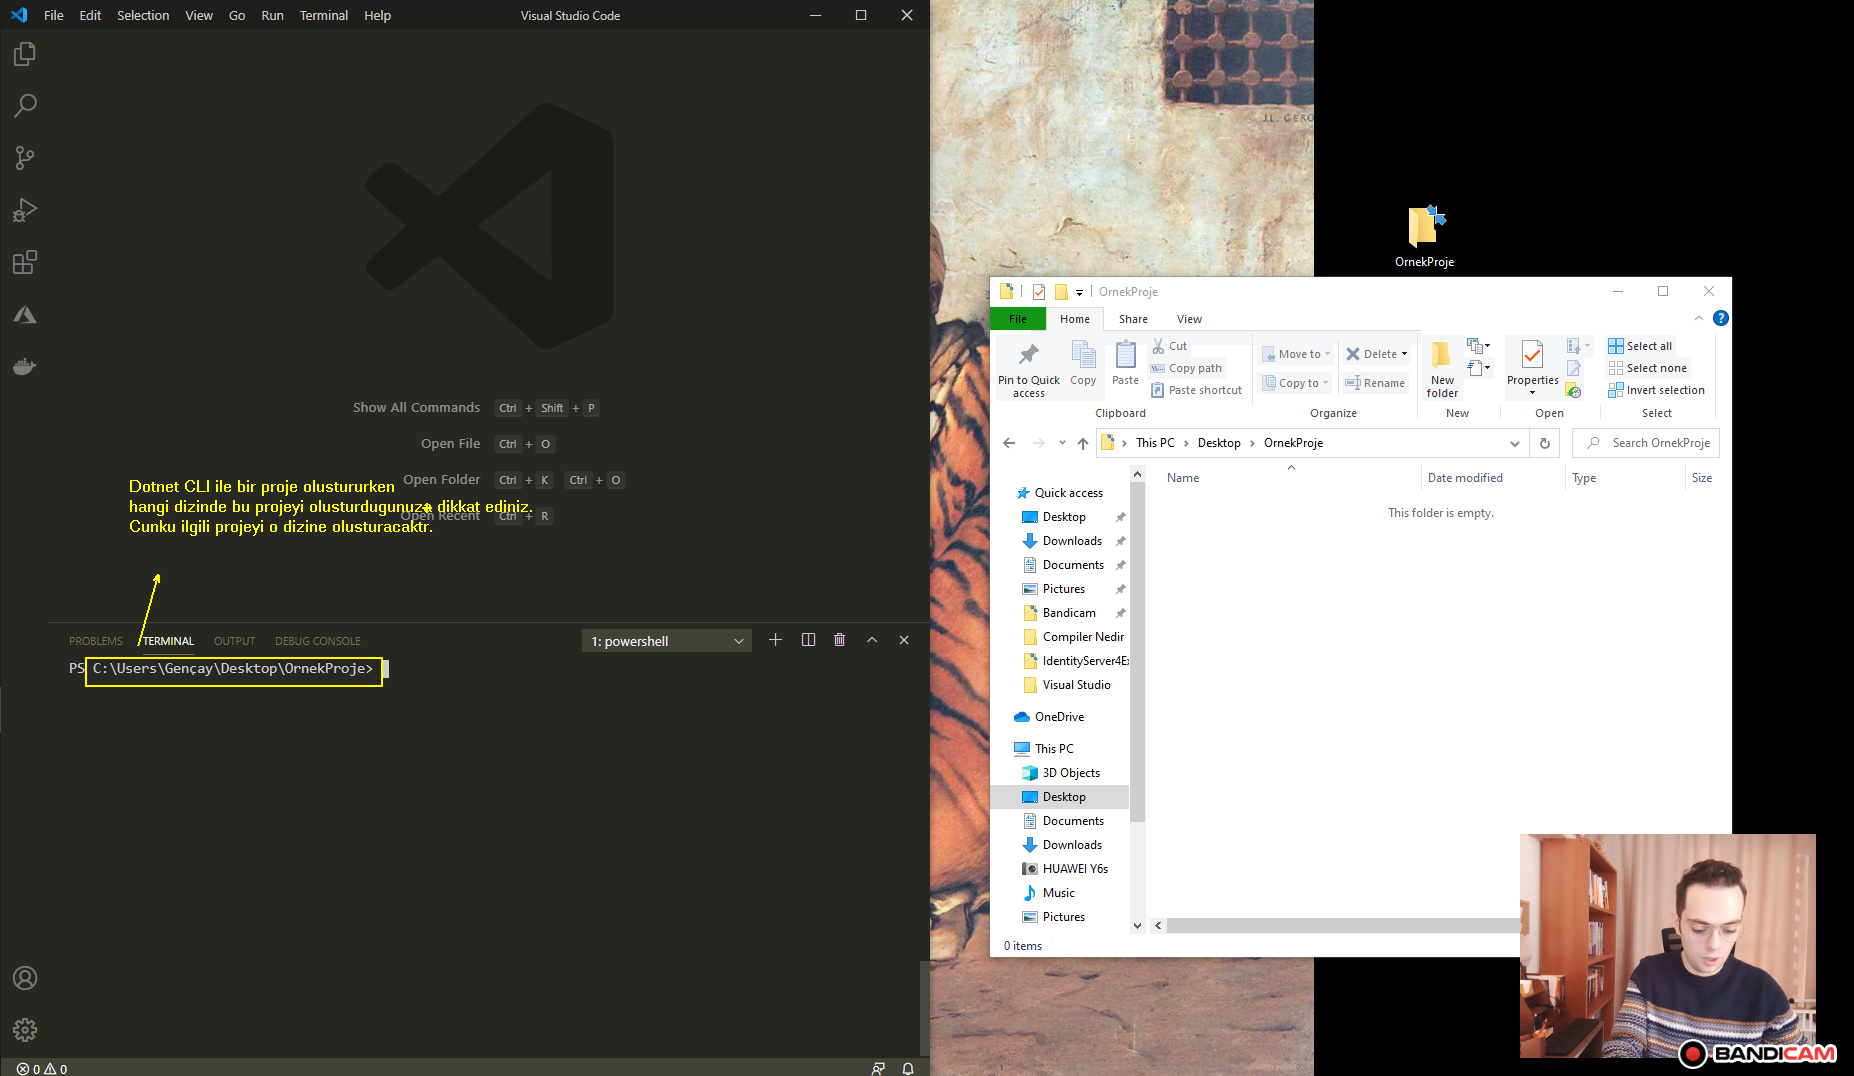 File Edit Selection View Go Run Terminal Help
Visual Studio Code
Show All Commands Ctrl + Shift + P
Open File Ctrl + O
Open Folder Ctrl + K Ctrl + O
Open Recent Ctrl + R
Dotnet CLI ile bir proje olustururken
hangi dizinde bu projeyi olusturdugunuza dikkat ediniz.
Cunku ilgili projeyi o dizine olusturacaktr.
PROBLEMS TERMINAL OUTPUT DEBUG CONSOLE
1: powershell
PS C:\Users\Gençay\Desktop\OrnekProje>
0 0
J.L. GERO
OrnekProje
OrnekProje
File Home Share View
Pin to Quick access
Copy
Paste
Cut
Copy path
Paste shortcut
Clipboard
Move to
Copy to
Delete
Rename
Organize
New folder
New
Properties
Open
Select all
Select none
Invert selection
Select
This PC > Desktop > OrnekProje
Search OrnekProje
Name Date modified Type Size
This folder is empty.
Quick access
Desktop
Downloads
Documents
Pictures
Bandicam
Compiler Nedir
IdentityServer4Ex
Visual Studio
OneDrive
This PC
3D Objects
Desktop
Documents
Downloads
HUAWEI Y6s
Music
Pictures
0 items
BANDICAM